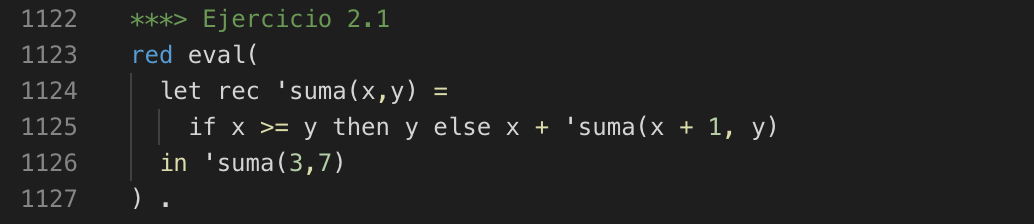 1122 ***> Ejercicio 2.1
1123 red eval(
1124 let rec 'suma(x,y) =
1125 if x >= y then y else x + 'suma(x + 1, y)
1126 in 'suma(3,7)
1127 ) .